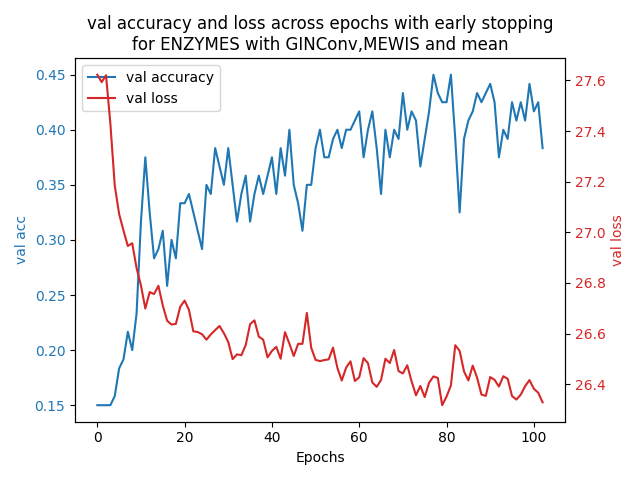 val accuracy and loss across epochs with early stopping
for ENZYMES with GINConv,MEWIS and mean
val accuracy
val loss
0.45
0.40
0.35
0.30
0.25
0.20
0.15
val acc
27.6
27.4
27.2
27.0
26.8
26.6
26.4
val loss
0
20
40
60
80
100
Epochs